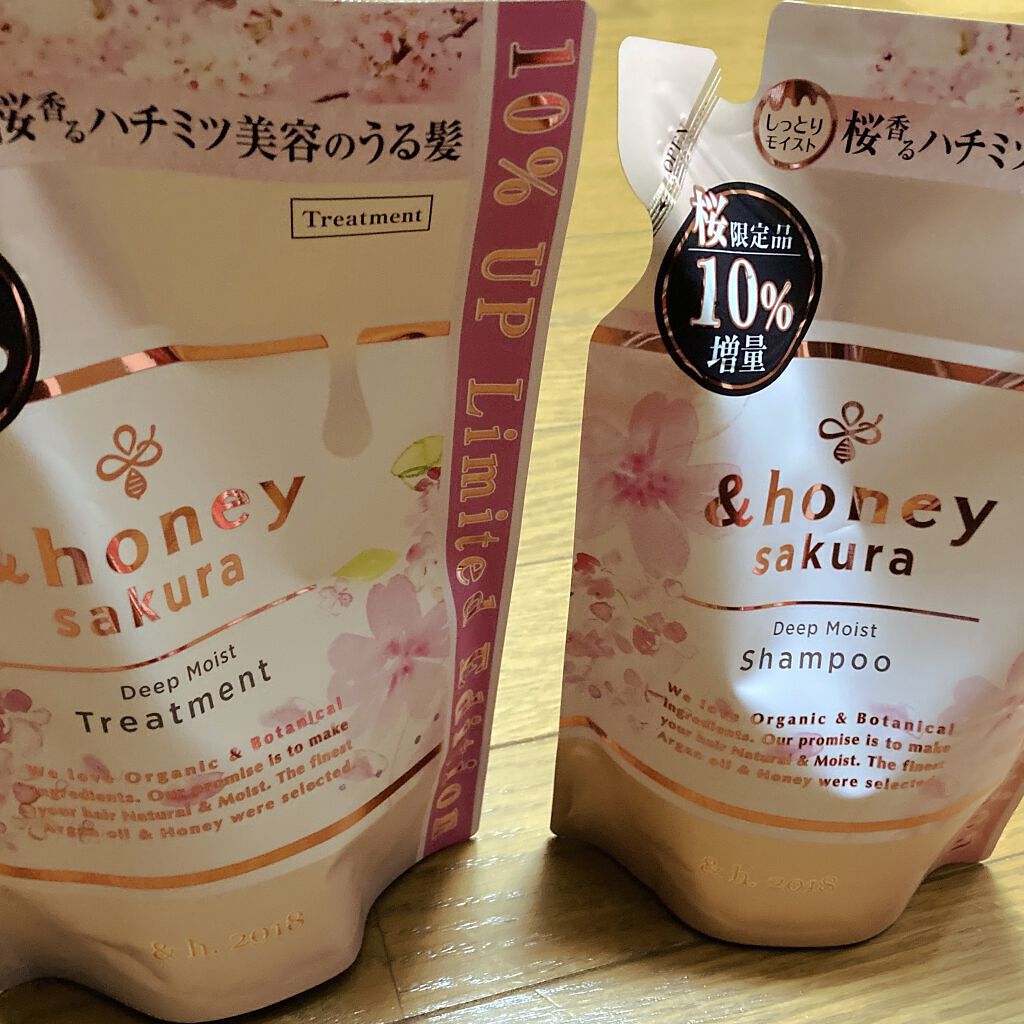 桜香るハチミツ美容のうる髪
Treatment
10% UP Limited Edition
&honey
sakura
Deep Moist
Treatment
We love Organic & Botanical
ingredients. Our promise is to make
your hair Natural & Moist. The finest
Argan oil & Honey were selected.
& h. 2018
しっとり
モイスト
桜香るハチミツ
桜限定品
10%
増量
&honey
sakura
Deep Moist
Shampoo
We love Organic & Botanical
ingredients. Our promise is to make
your hair Natural & Moist. The finest
Argan oil & Honey were selected.
& h. 2018